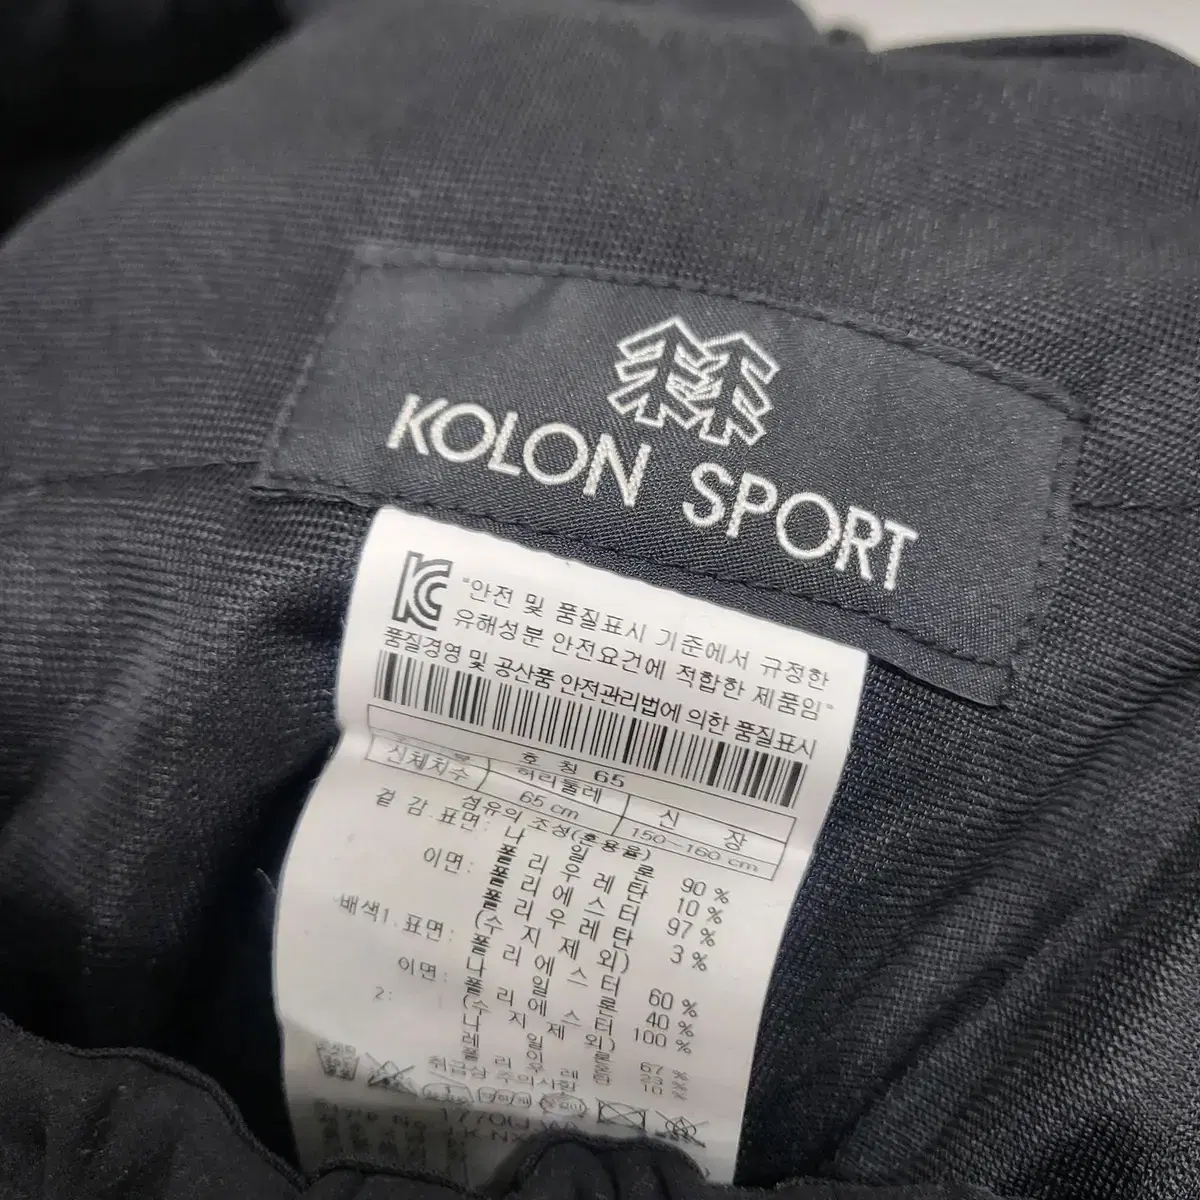 KOLON SPORT
"안전 및 품질표시 기준에서 규정한
유해성분 안전요건에 적합한 제품임"
품질경영 및 공산품 안전관리법에 의한 품질표시
호 칭 65
신체치수 허리둘레 신 장
65 cm 150~160 cm
섬유의 조성(혼용율)
겉 감.표면: 나 일 론 90 %
폴 리 우 레 탄 10 %
이면: 폴 리 에 스 터 97 %
폴 리 우 레 탄 3 %
(수 지 제 외)
배색1.표면: 폴 리 에 스 터 60 %
나 일 론 40 %
이면: 폴 리 에 스 터 100 %
(수 지 제 외)
2: 나 일 론 67 %
취급상 주의사항